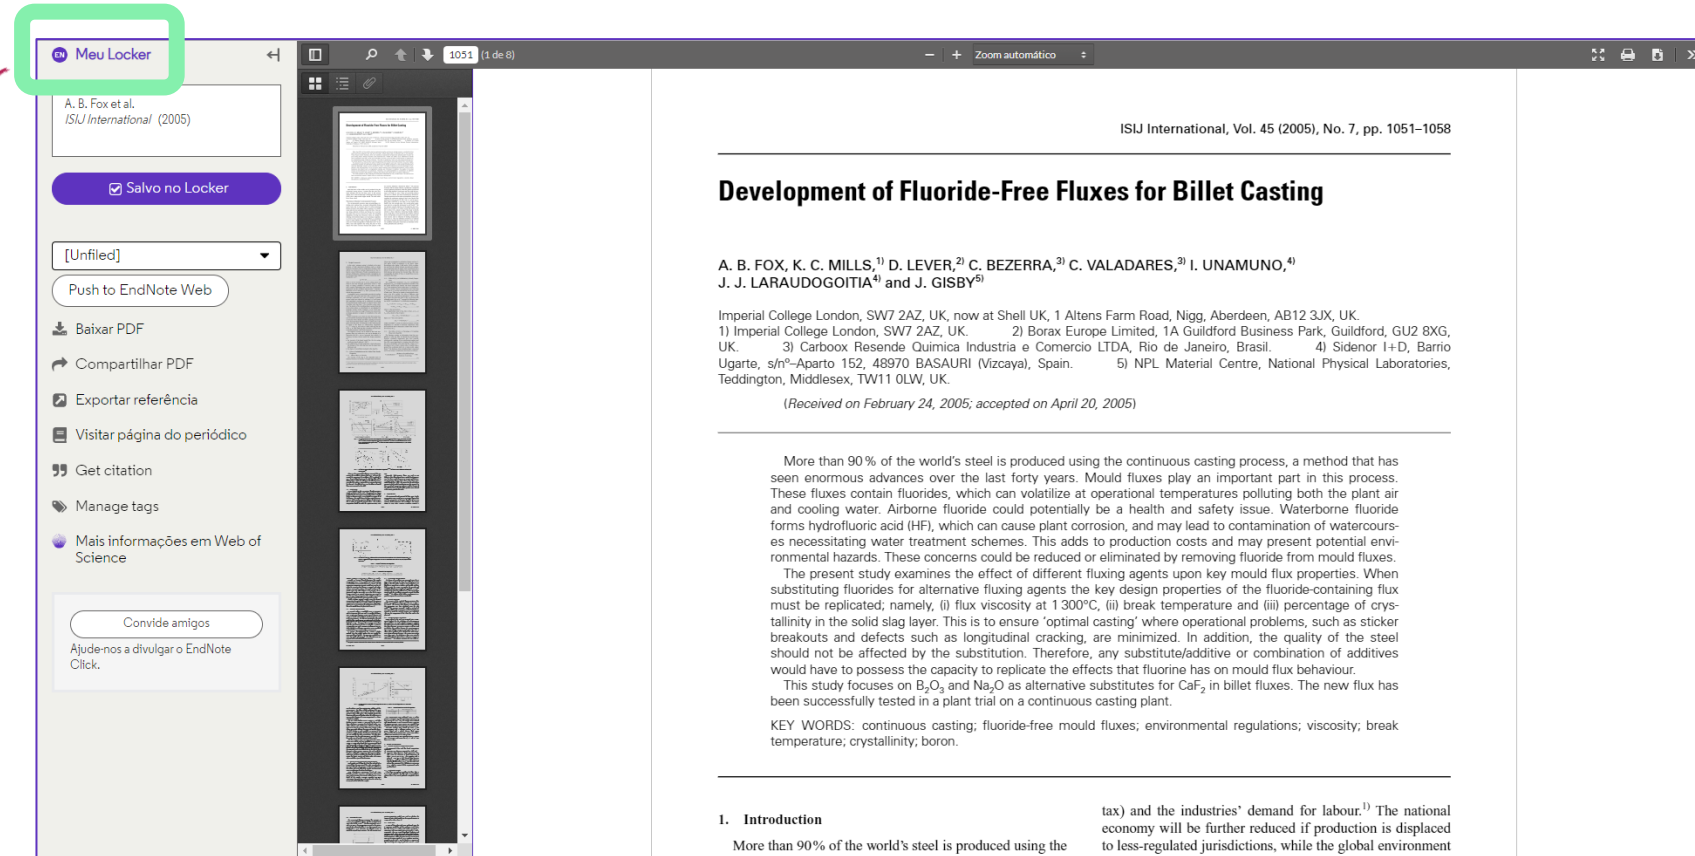 EN Meu Locker
A. B. Fox et al.
ISIJ International (2005)
Salvo no Locker
[Unfiled]
Push to EndNote Web
Baixar PDF
Compartilhar PDF
Exportar referência
Visitar página do periódico
Get citation
Manage tags
Mais informações em Web of
Science
Convide amigos
Ajude-nos a divulgar o EndNote
Click.
1051 (1 de 8)
Zoom automático
ISIJ International, Vol. 45 (2005), No. 7, pp. 1051–1058
Development of Fluoride-Free Fluxes for Billet Casting
A. B. FOX, K. C. MILLS,1) D. LEVER,2) C. BEZERRA,3) C. VALADARES,3) I. UNAMUNO,4)
J. J. LARAUDOGOITIA4) and J. GISBY5)
Imperial College London, SW7 2AZ, UK, now at Shell UK, 1 Altens Farm Road, Nigg, Aberdeen, AB12 3JX, UK.
1) Imperial College London, SW7 2AZ, UK. 2) Borax Europe Limited, 1A Guildford Business Park, Guildford, GU2 8XG,
UK. 3) Carboox Resende Quimica Industria e Comercio LTDA, Rio de Janeiro, Brasil. 4) Sidenor I+D, Barrio
Ugarte, s/nº–Aparto 152, 48970 BASAURI (Vizcaya), Spain. 5) NPL Material Centre, National Physical Laboratories,
Teddington, Middlesex, TW11 0LW, UK.
(Received on February 24, 2005; accepted on April 20, 2005)
More than 90 % of the world's steel is produced using the continuous casting process, a method that has
seen enormous advances over the last forty years. Mould fluxes play an important part in this process.
These fluxes contain fluorides, which can volatilize at operational temperatures polluting both the plant air
and cooling water. Airborne fluoride could potentially be a health and safety issue. Waterborne fluoride
forms hydrofluoric acid (HF), which can cause plant corrosion, and may lead to contamination of watercours-
es necessitating water treatment schemes. This adds to production costs and may present potential envi-
ronmental hazards. These concerns could be reduced or eliminated by removing fluoride from mould fluxes.
The present study examines the effect of different fluxing agents upon key mould flux properties. When
substituting fluorides for alternative fluxing agents the key design properties of the fluoride-containing flux
must be replicated; namely, (i) flux viscosity at 1 300°C, (ii) break temperature and (iii) percentage of crys-
tallinity in the solid slag layer. This is to ensure 'optimal casting' where operational problems, such as sticker
breakouts and defects such as longitudinal cracking, are minimized. In addition, the quality of the steel
should not be affected by the substitution. Therefore, any substitute/additive or combination of additives
would have to possess the capacity to replicate the effects that fluorine has on mould flux behaviour.
This study focuses on B2O3 and Na2O as alternative substitutes for CaF2 in billet fluxes. The new flux has
been successfully tested in a plant trial on a continuous casting plant.
KEY WORDS: continuous casting; fluoride-free mould fluxes; environmental regulations; viscosity; break
temperature; crystallinity; boron.
1. Introduction
More than 90% of the world's steel is produced using the
tax) and the industries' demand for labour.1) The national
economy will be further reduced if production is displaced
to less-regulated jurisdictions, while the global environment